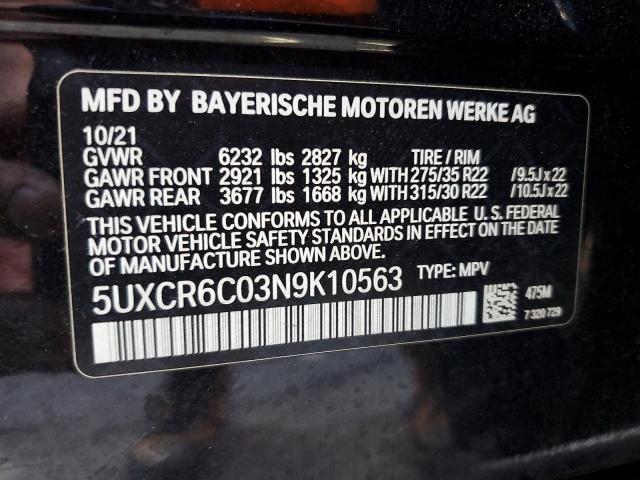 MFD BY BAYERISCHE MOTOREN WERKE AG
10/21
GVWR 6232 lbs 2827 kg TIRE / RIM
GAWR FRONT 2921 lbs 1325 kg WITH 275/35 R22 /9.5J x 22
GAWR REAR 3677 lbs 1668 kg WITH 315/30 R22 /10.5J x 22
THIS VEHICLE CONFORMS TO ALL APPLICABLE U. S. FEDERAL
MOTOR VEHICLE SAFETY STANDARDS IN EFFECT ON THE DATE
OF MANUFACTURE SHOWN ABOVE.
5UXCR6C03N9K10563 TYPE: MPV
475M
7 320 729